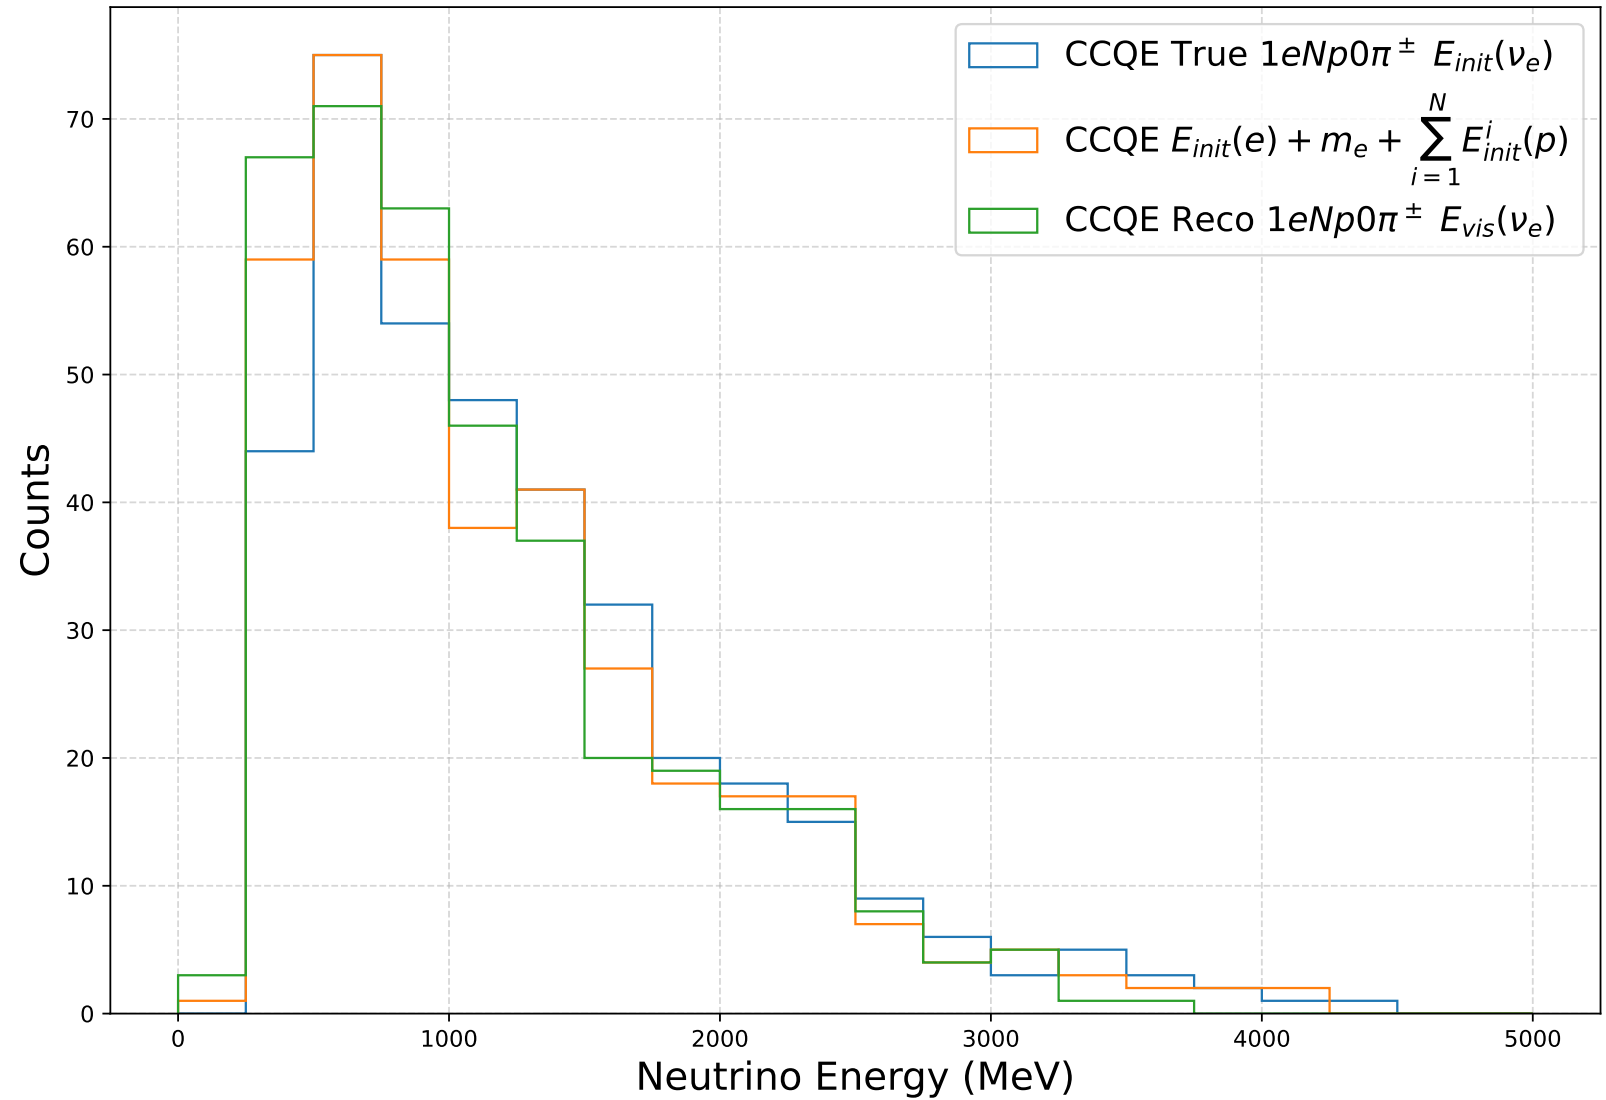 CCQE True 1eNp0π± E_init(ν_e)
CCQE E_init(e) + m_e + ∑_{i=1}^{N} E^i_init(p)
CCQE Reco 1eNp0π± E_vis(ν_e)
Counts
70
60
50
40
30
20
10
0
0 1000 2000 3000 4000 5000
Neutrino Energy (MeV)